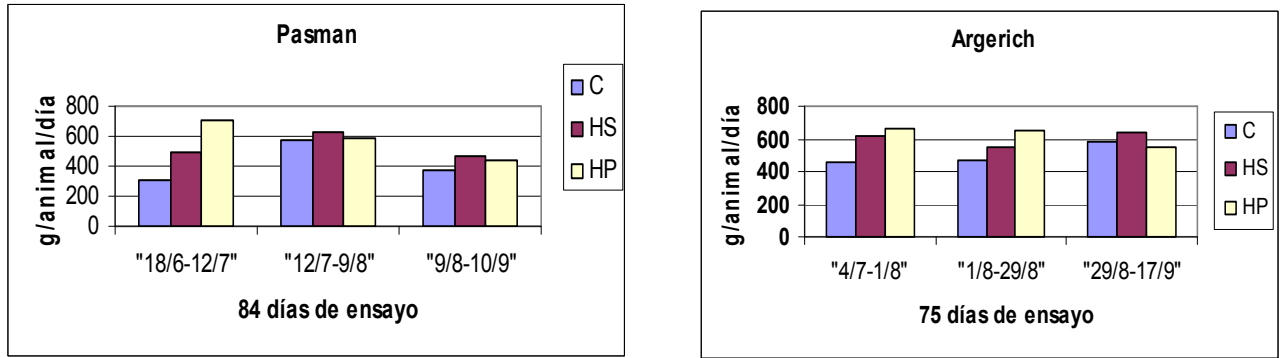 Pasman
g/animal/día
800
600
400
200
0
"18/6-12/7" "12/7-9/8" "9/8-10/9"
84 días de ensayo
C
HS
HP
Argerich
g/animal/día
800
600
400
200
0
"4/7-1/8" "1/8-29/8" "29/8-17/9"
75 días de ensayo
C
HS
HP